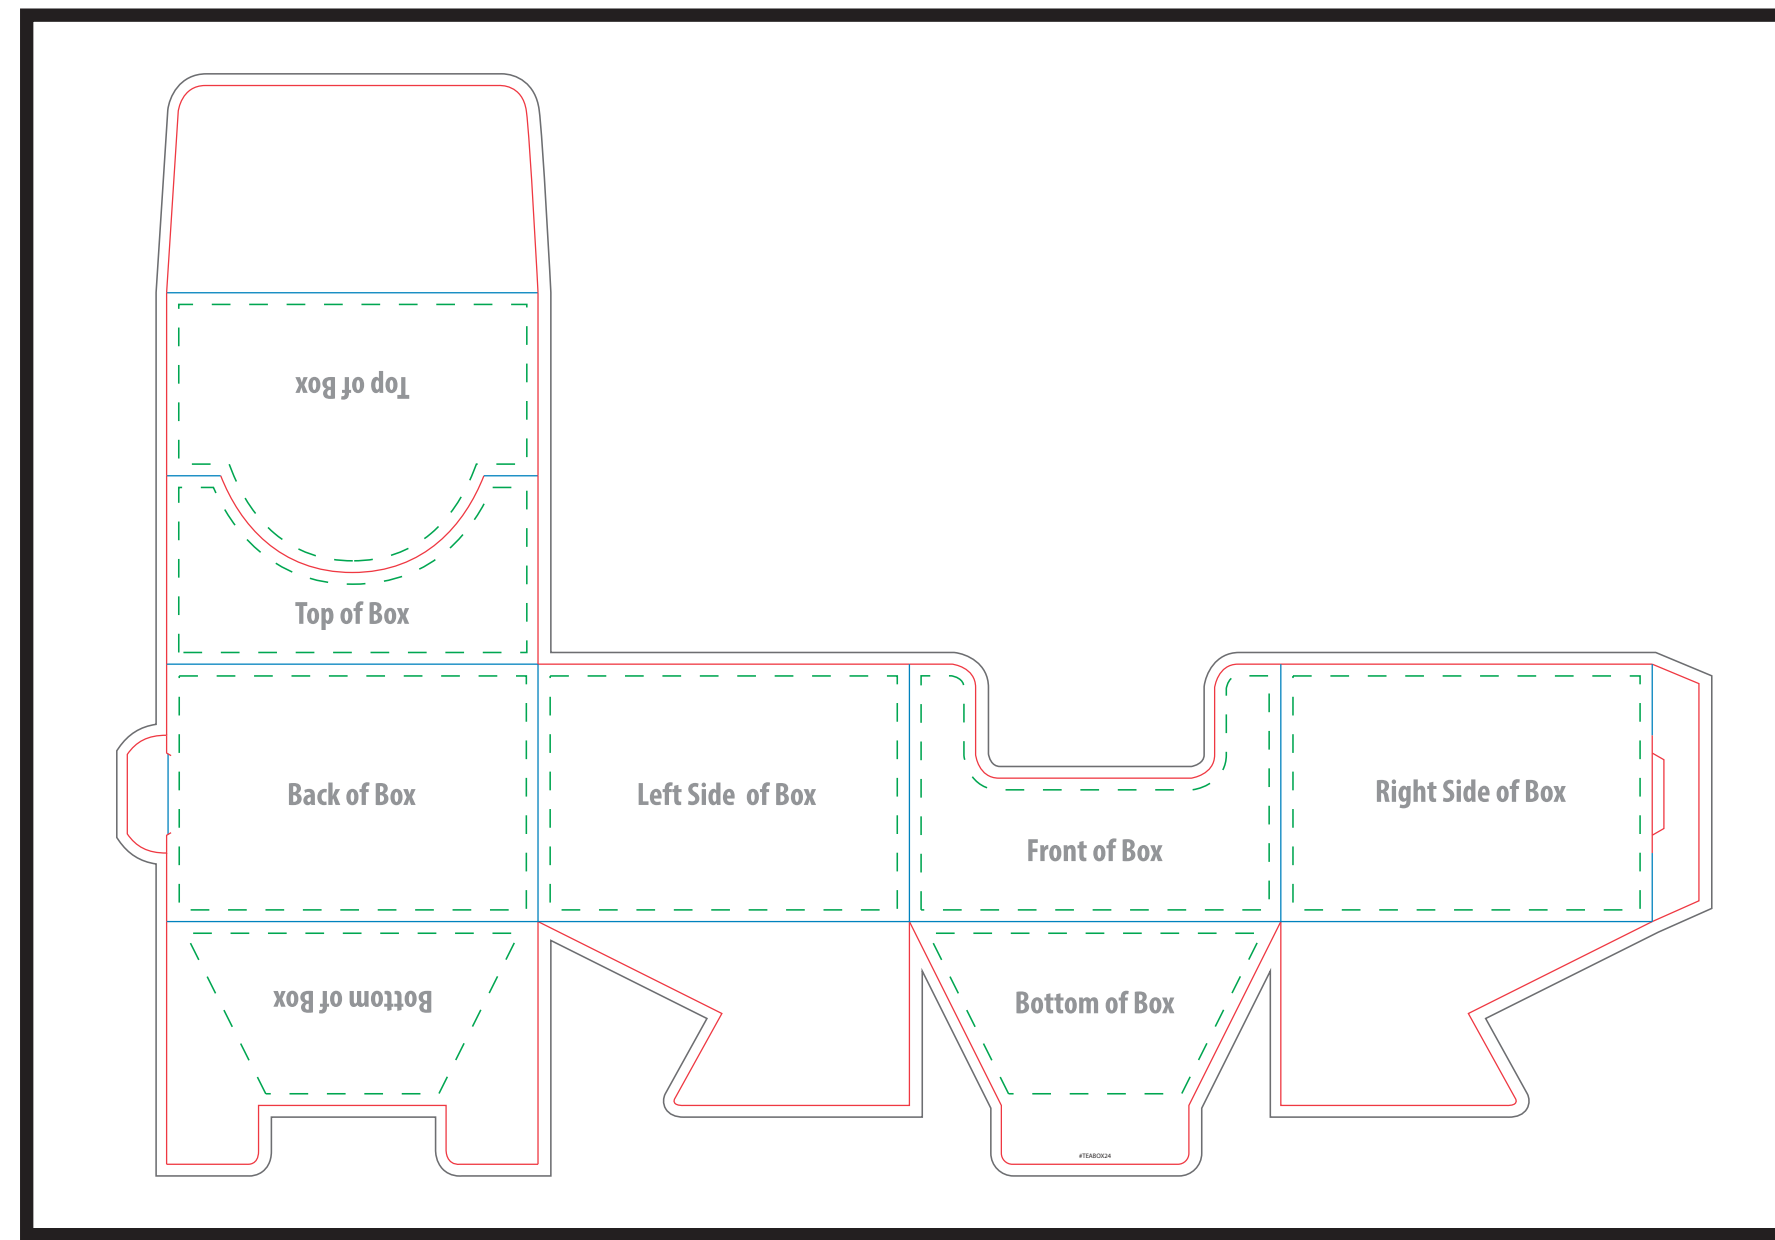 Top of Box
Top of Box
Back of Box
Left Side of Box
Front of Box
Right Side of Box
Bottom of Box
Bottom of Box
#TEABOX24